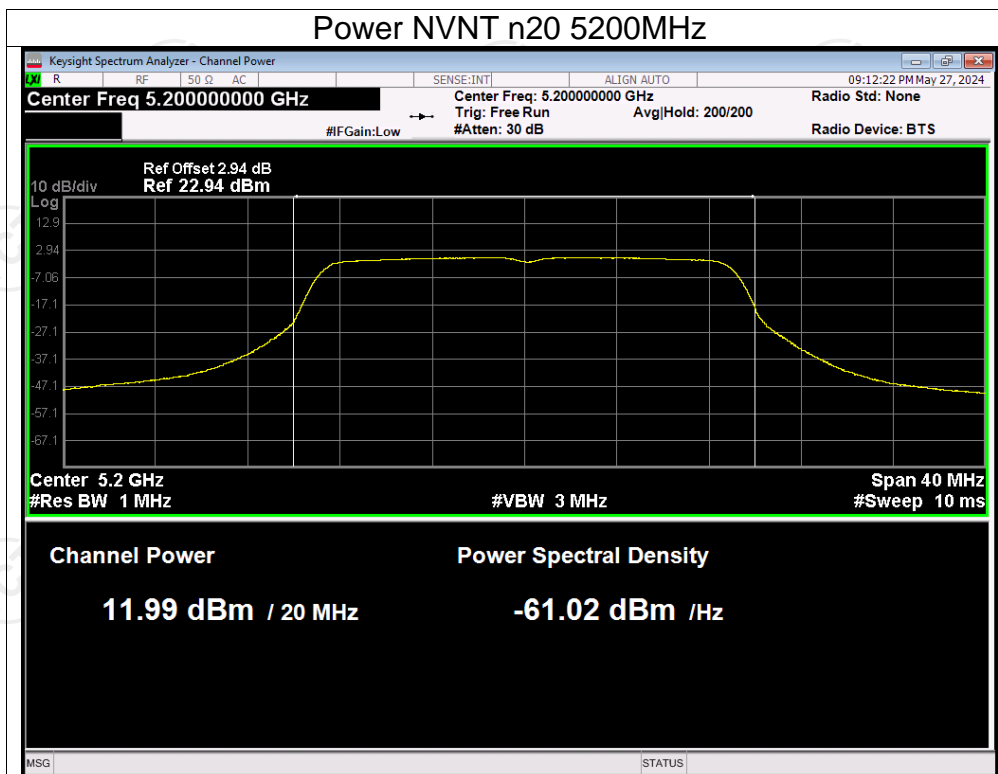 Power NVNT n20 5200MHz
Keysight Spectrum Analyzer - Channel Power
LXI R RF 50 Ω AC SENSE:INT ALIGN AUTO 09:12:22 PM May 27, 2024
Center Freq 5.200000000 GHz Center Freq: 5.200000000 GHz Radio Std: None
Trig: Free Run Avg|Hold: 200/200
#IFGain:Low #Atten: 30 dB Radio Device: BTS
Ref Offset 2.94 dB
10 dB/div Ref 22.94 dBm
Log
12.9
2.94
-7.06
-17.1
-27.1
-37.1
-47.1
-57.1
-67.1
Center 5.2 GHz Span 40 MHz
#Res BW 1 MHz #VBW 3 MHz #Sweep 10 ms
Channel Power Power Spectral Density
11.99 dBm / 20 MHz -61.02 dBm /Hz
MSG STATUS